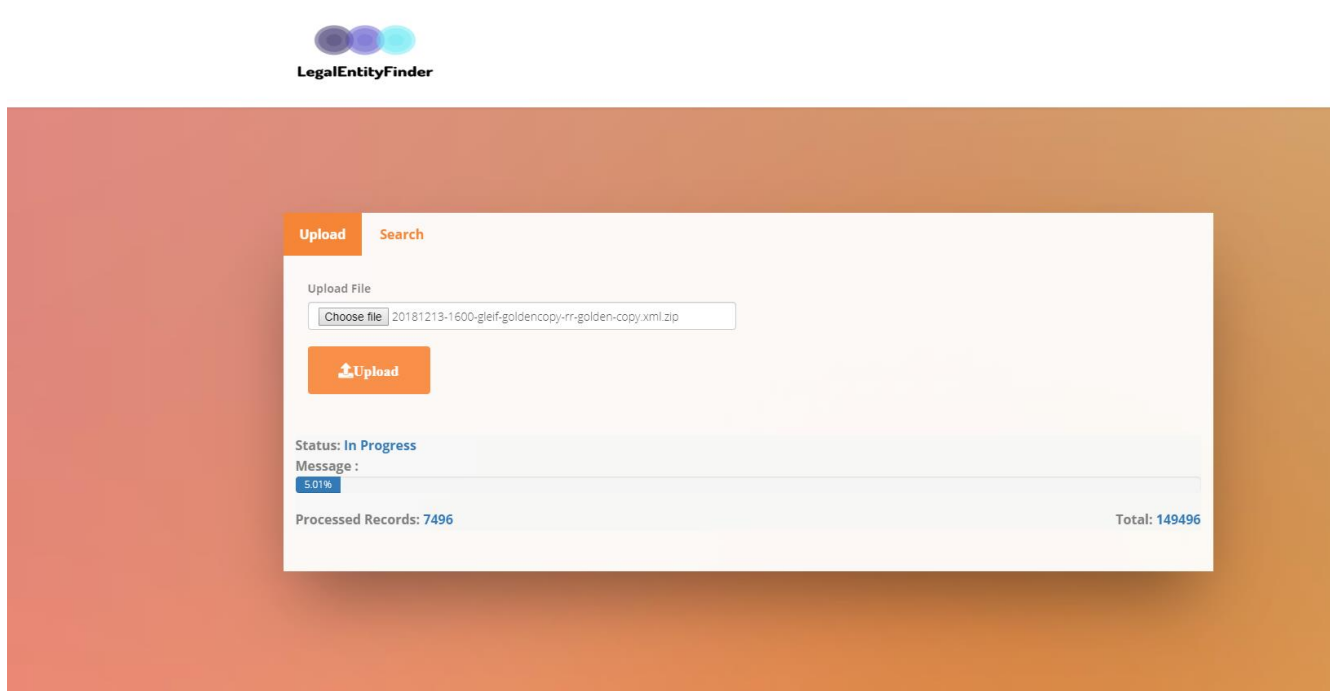 LegalEntityFinder
Upload Search
Upload File
Choose file 20181213-1600-gleif-goldencopy-rr-golden-copy.xml.zip
Upload
Status: In Progress
Message :
5.01%
Processed Records: 7496 Total: 149496